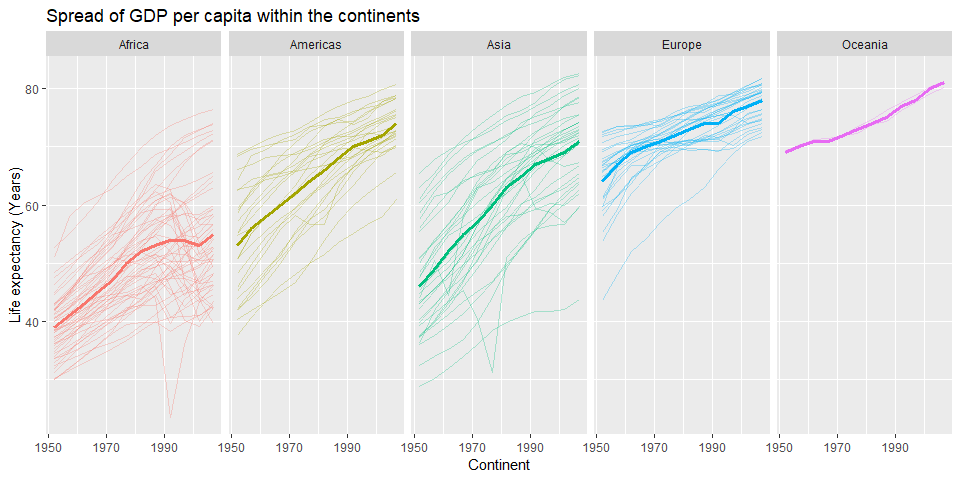 Spread of GDP per capita within the continents
Africa Americas Asia Europe Oceania
Life expectancy (Years)
80
60
40
1950 1970 1990 1950 1970 1990 1950 1970 1990 1950 1970 1990 1950 1970 1990
Continent